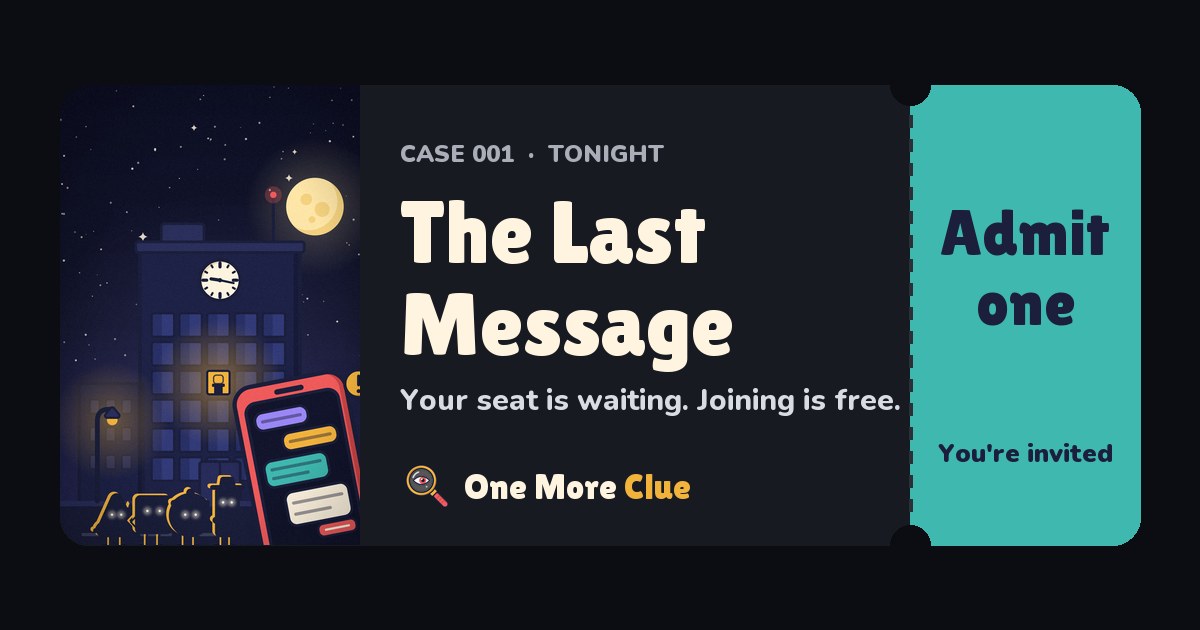 CASE 001 · TONIGHT
The Last
Message
Your seat is waiting. Joining is free.
One More Clue
Admit
one
You're invited